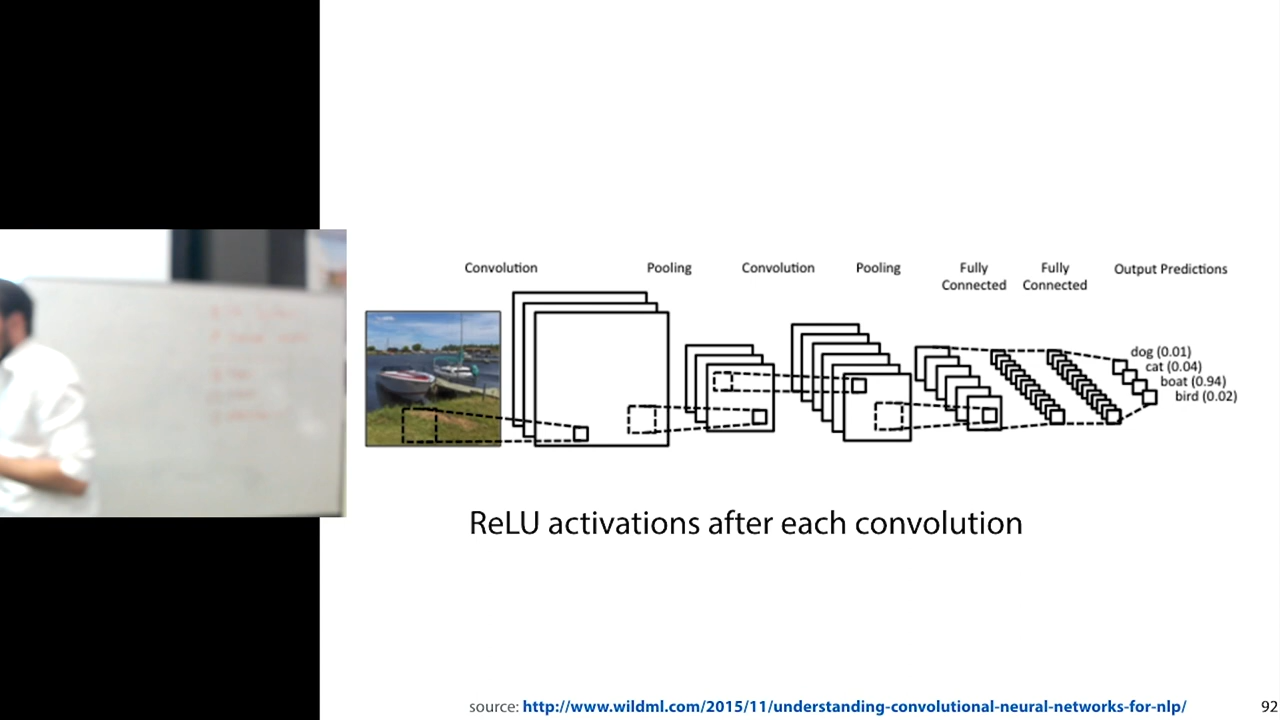 Convolution
Pooling
Convolution
Pooling
Fully
Connected
Fully
Connected
Output Predictions
dog (0.01)
cat (0.04)
boat (0.94)
bird (0.02)
ReLU activations after each convolution
source: http://www.wildml.com/2015/11/understanding-convolutional-neural-networks-for-nlp/
92